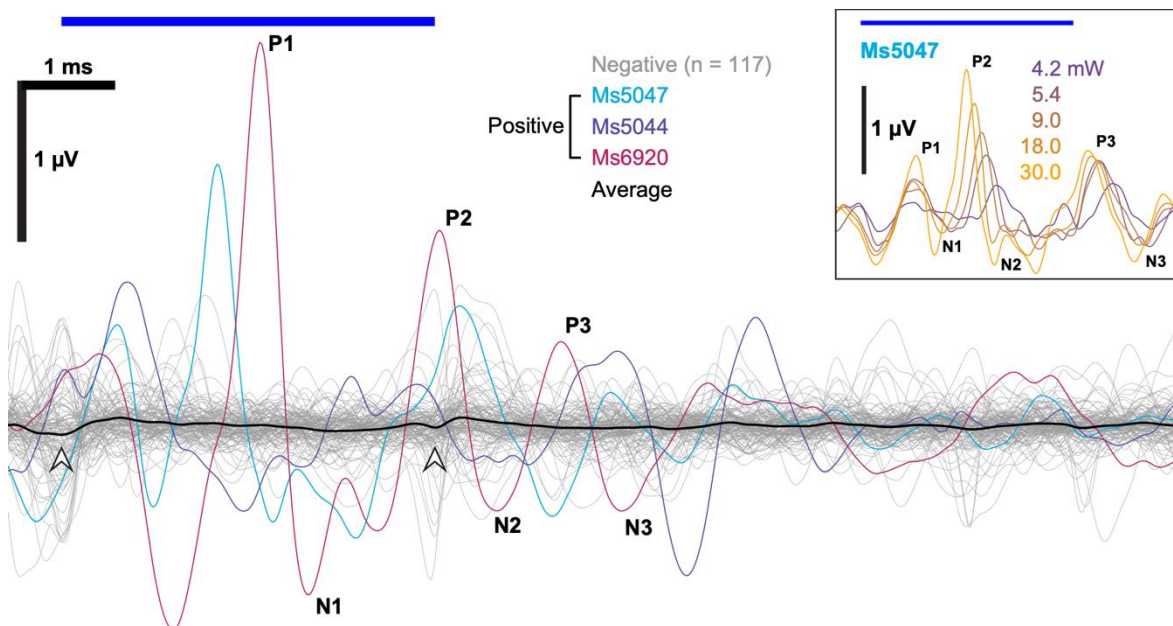 P1
1 ms
1 µV
Negative (n = 117)
Ms5047
Positive
Ms5044
Ms6920
Average
P2
P3
N1
N2
N3
Ms5047
1 µV
P1
P2
P3
N1
N2
N3
4.2 mW
5.4
9.0
18.0
30.0